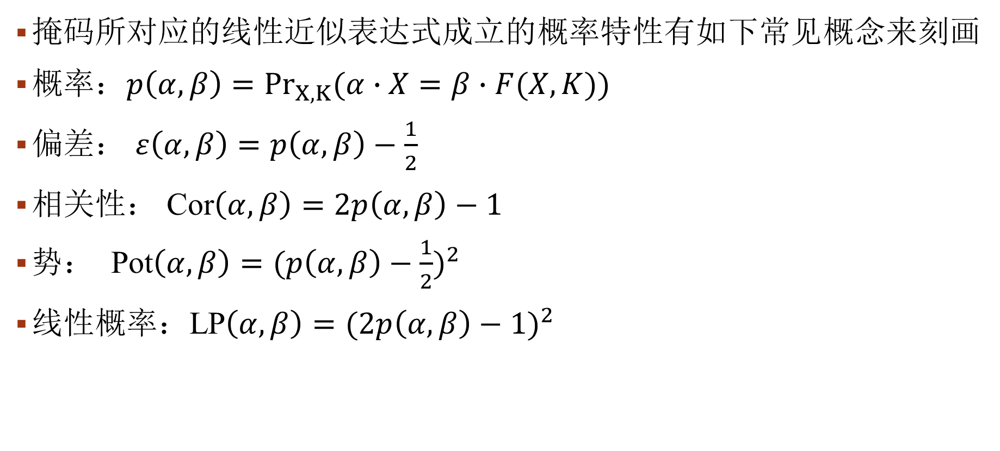 ▪掩码所对应的线性近似表达式成立的概率特性有如下常见概念来刻画
▪概率：$p(\alpha,\beta) = \mathrm{Pr}_{\mathrm{X,K}}(\alpha \cdot X = \beta \cdot F(X,K))$
▪偏差： $\varepsilon(\alpha,\beta) = p(\alpha,\beta) - \frac{1}{2}$
▪相关性： $\mathrm{Cor}(\alpha,\beta) = 2p(\alpha,\beta) - 1$
▪势： $\mathrm{Pot}(\alpha,\beta) = (p(\alpha,\beta) - \frac{1}{2})^2$
▪线性概率：$\mathrm{LP}(\alpha,\beta) = (2p(\alpha,\beta) - 1)^2$